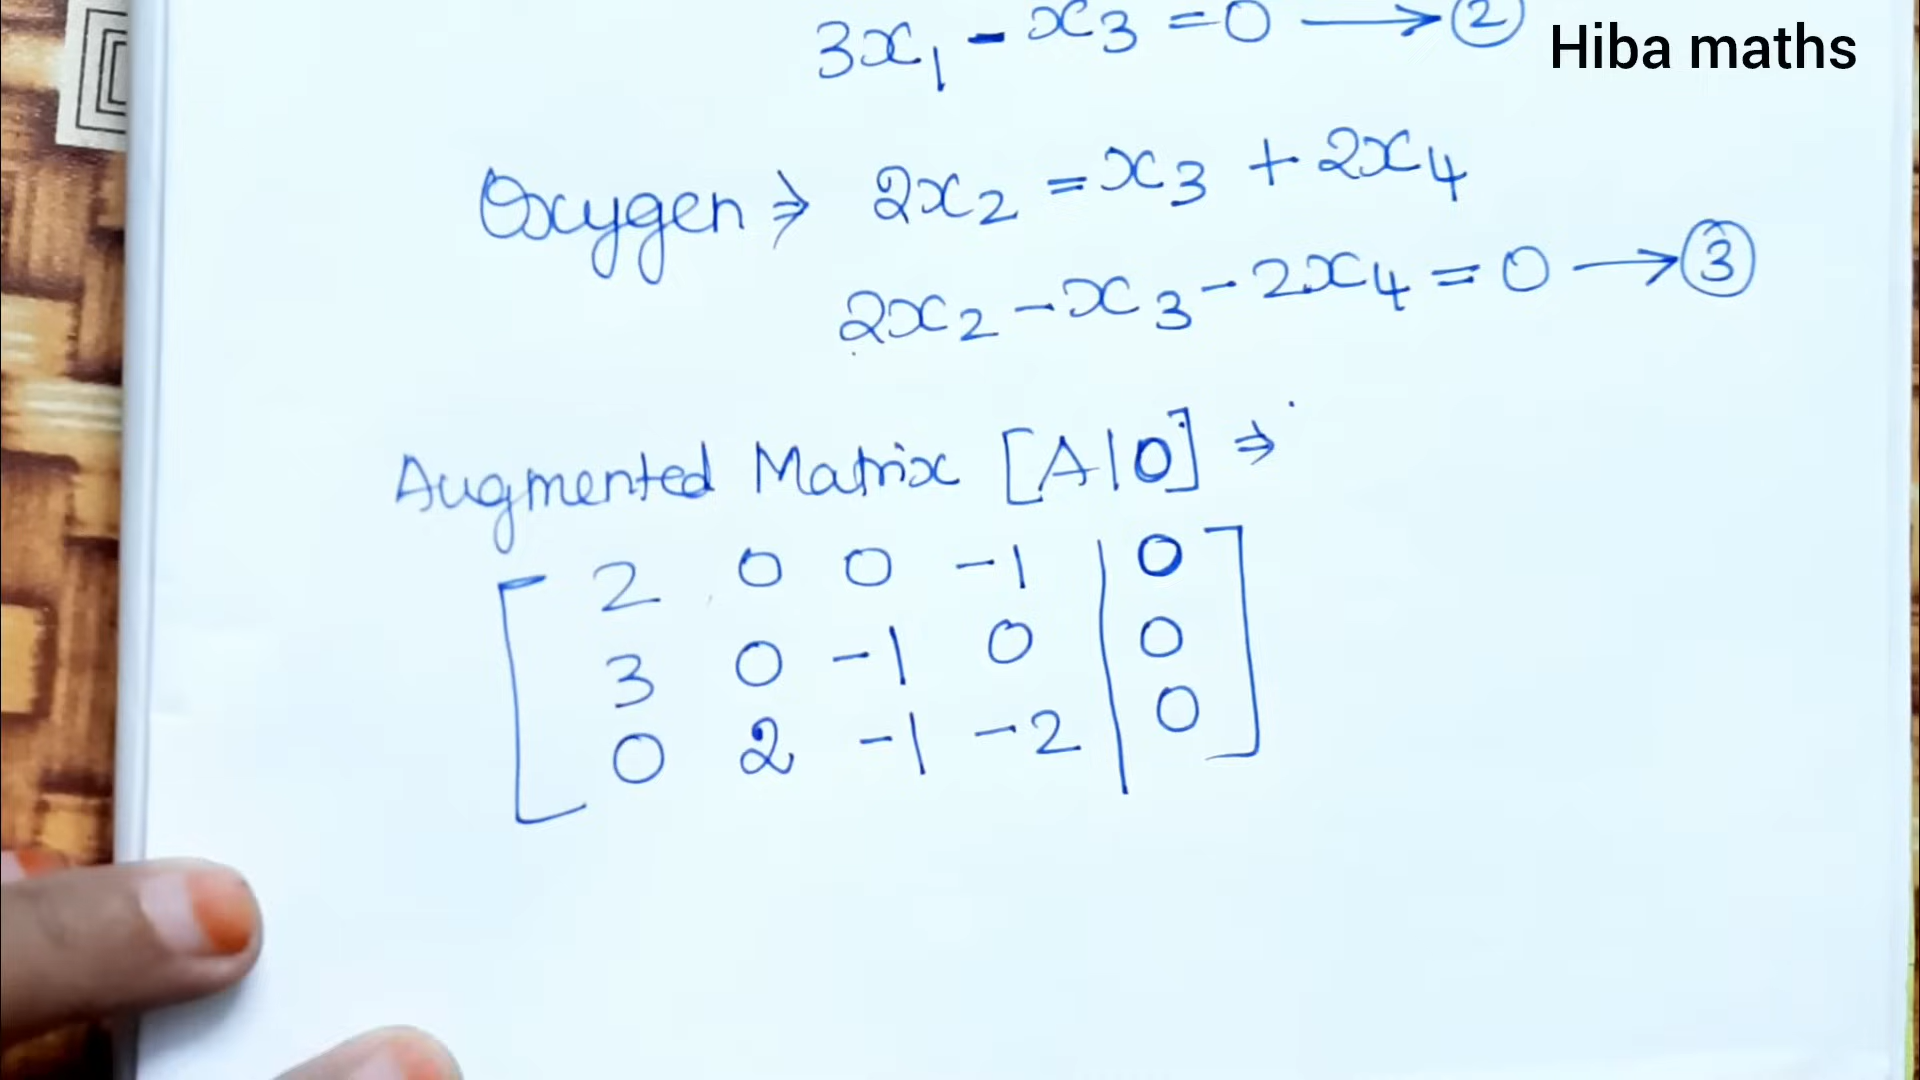 3x₁ - x₃ = 0 ⟶ ②
Hiba maths
Oxygen ⇒ 2x₂ = x₃ + 2x₄
2x₂ - x₃ - 2x₄ = 0 ⟶ ③
Augmented Matrix [A|0] ⇒
2 0 0 -1 | 0
3 0 -1 0 | 0
0 2 -1 -2 | 0